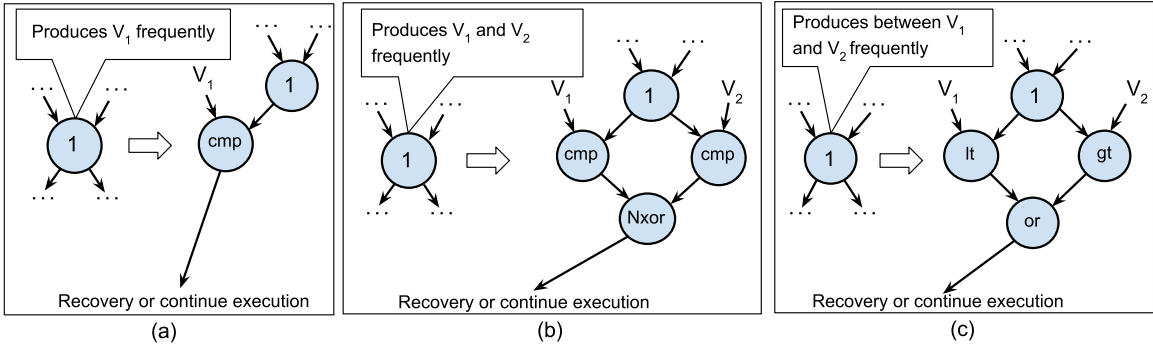 Produces V1 frequently
... ...
... ...
1
... ...
V1
1
cmp
Recovery or continue execution
(a)
Produces V1 and V2
frequently
... ...
... ...
1
... ...
V1
V2
1
cmp
cmp
Nxor
Recovery or continue execution
(b)
Produces between V1
and V2 frequently
... ...
... ...
1
... ...
V1
V2
1
lt
gt
or
Recovery or continue execution
(c)